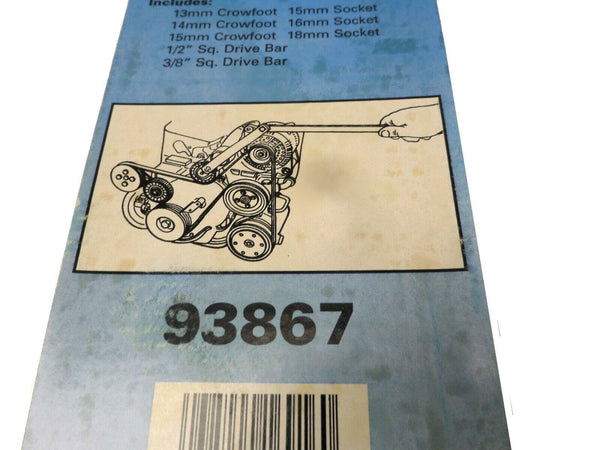 Includes:
13mm Crowfoot 15mm Socket
14mm Crowfoot 16mm Socket
15mm Crowfoot 18mm Socket
1/2" Sq. Drive Bar
3/8" Sq. Drive Bar
93867